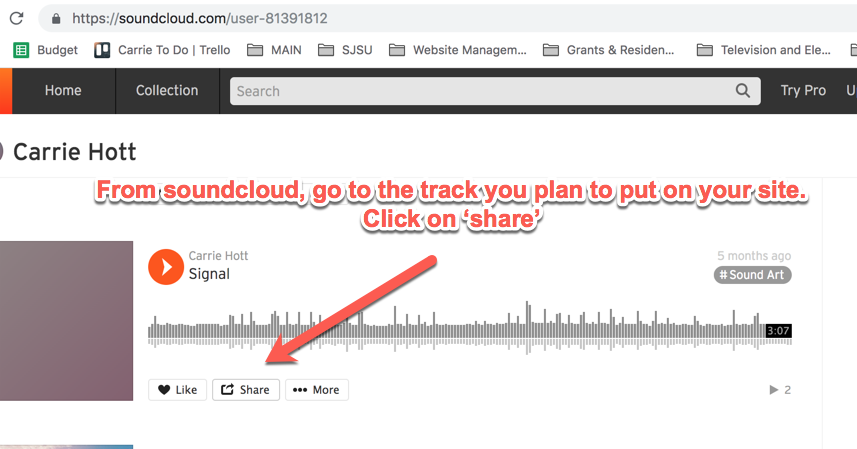 https://soundcloud.com/user-81391812
Budget Carrie To Do | Trello MAIN SJSU Website Managem... Grants & Residen... Television and Ele...
Home Collection Search Try Pro
Carrie Hott
From soundcloud, go to the track you plan to put on your site.
Click on ‘share’
Carrie Hott 5 months ago
Signal # Sound Art
3:07
Like Share ••• More 2